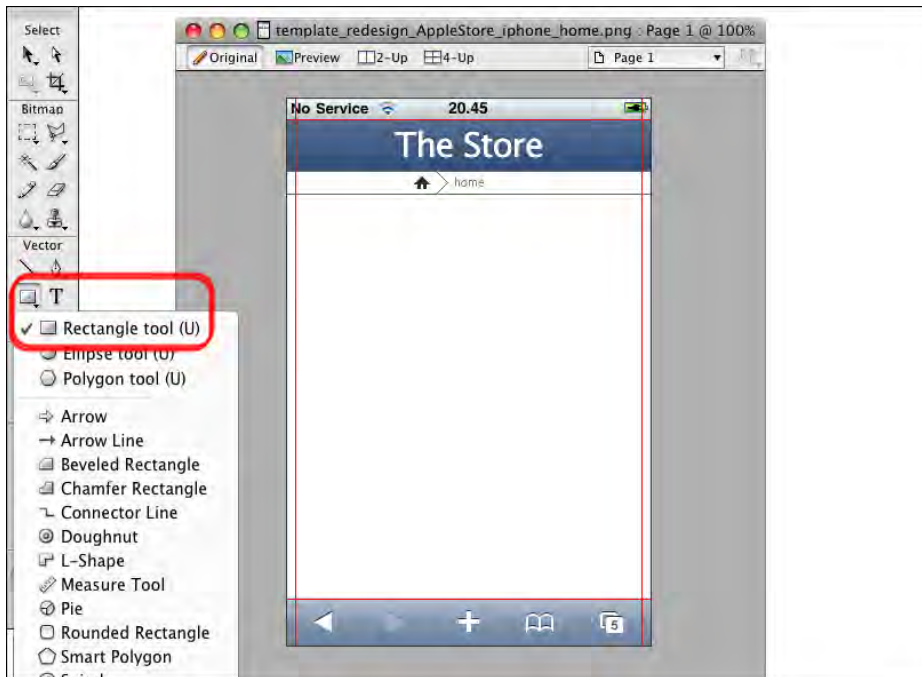 Select
Bitmap
Vector
T
Rectangle tool (U)
Ellipse tool (U)
Polygon tool (U)
Arrow
Arrow Line
Beveled Rectangle
Chamfer Rectangle
Connector Line
Doughnut
L-Shape
Measure Tool
Pie
Rounded Rectangle
Smart Polygon
template_redesign_AppleStore_iphone_home.png : Page 1 @ 100%
Original Preview 2-Up 4-Up Page 1
No Service 20.45
The Store
home
5